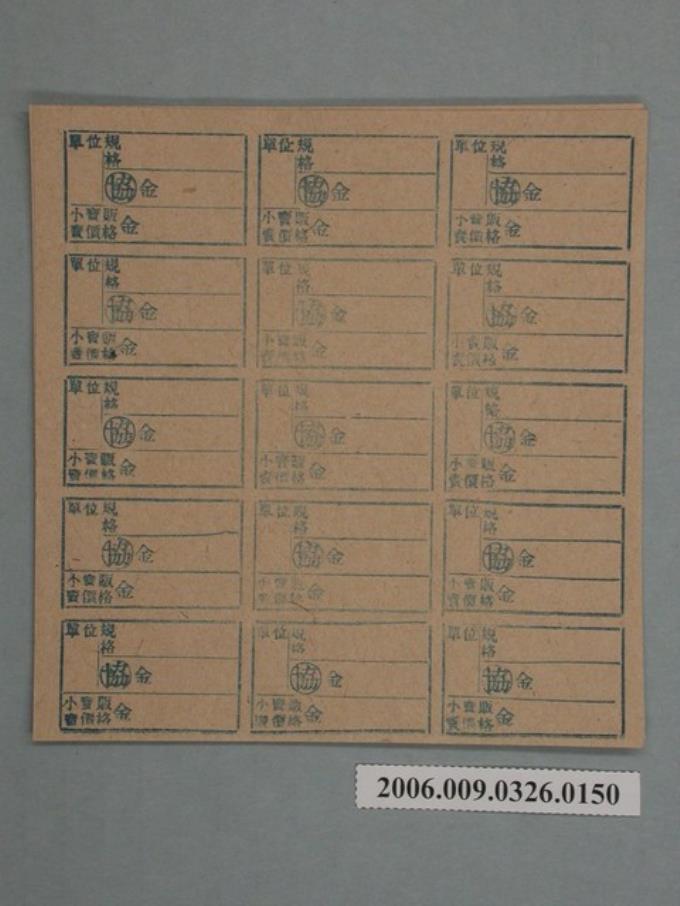 單位規
格
協金
小賣販
賣價格金
單位規
格
協金
小賣販
賣價格金
單位規
格
協金
小賣販
賣價格金
單位規
格
協金
小賣販
賣價格金
單位規
格
協金
小賣販
賣價格金
單位規
格
協金
小賣販
賣價格金
單位規
格
協金
小賣販
賣價格金
單位規
格
協金
小賣販
賣價格金
單位規
格
協金
小賣販
賣價格金
單位規
格
協金
小賣販
賣價格金
單位規
格
協金
小賣販
賣價格金
單位規
格
協金
小賣販
賣價格金
單位規
格
協金
小賣販
賣價格金
單位規
格
協金
小賣販
賣價格金
單位規
格
協金
小賣販
賣價格金
2006.009.0326.0150